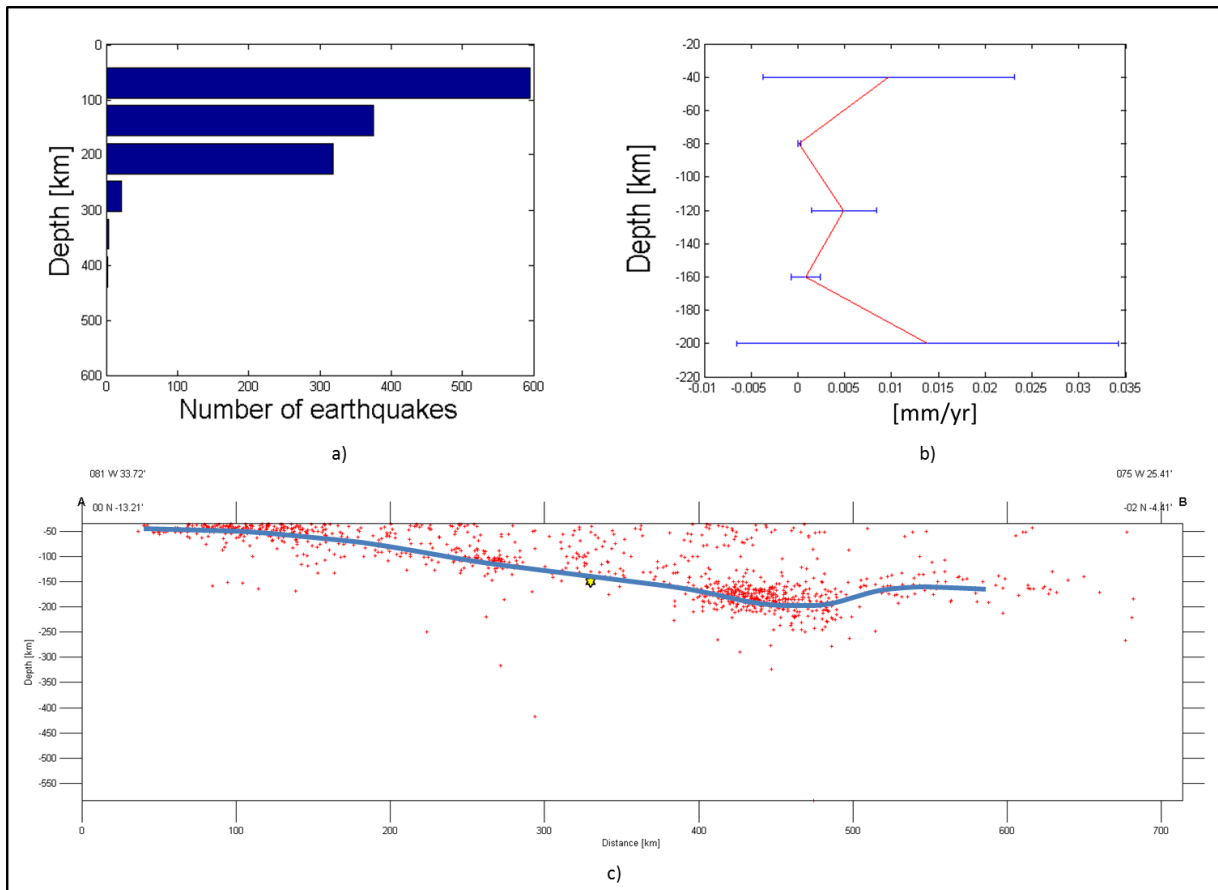 0
100
200
300
400
500
600
Depth [km]
0 100 200 300 400 500 600
Number of earthquakes
a)
-20
-40
-60
-80
-100
-120
-140
-160
-180
-200
-220
Depth [km]
-0.01 -0.005 0 0.005 0.01 0.015 0.02 0.025 0.03 0.035
[mm/yr]
b)
081 W 33.72' 075 W 25.41'
A 00 N -13.21' -02 N -4.41' B
-50
-100
-150
-200
-250
-300
-350
-400
-450
-500
-550
Depth [km]
0 100 200 300 400 500 600 700
Distance [km]
c)